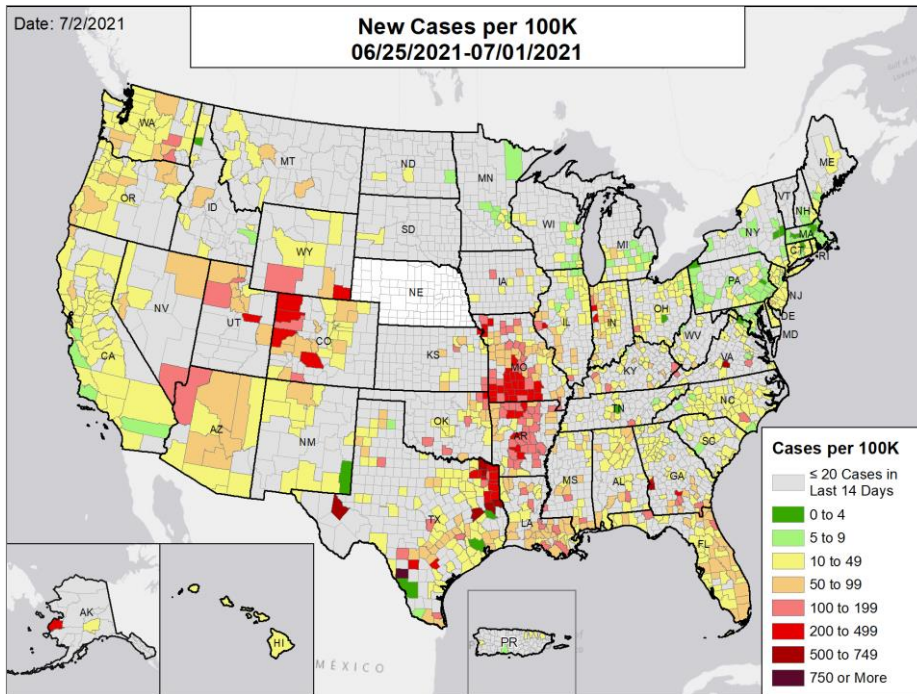 Date: 7/2/2021
New Cases per 100K
06/25/2021-07/01/2021
WA
MT
ND
MN
ME
OR
ID
SD
WI
MI
VT
NH
NY
MA
CT
RI
WY
NE
IA
PA
NJ
NV
UT
CO
IL
IN
OH
DE
MD
CA
KS
MO
WV
VA
KY
AZ
NM
OK
AR
TN
NC
SC
TX
LA
MS
AL
GA
FL
AK
HI
PR
MÉXICO
Cases per 100K
≤ 20 Cases in
Last 14 Days
0 to 4
5 to 9
10 to 49
50 to 99
100 to 199
200 to 499
500 to 749
750 or More